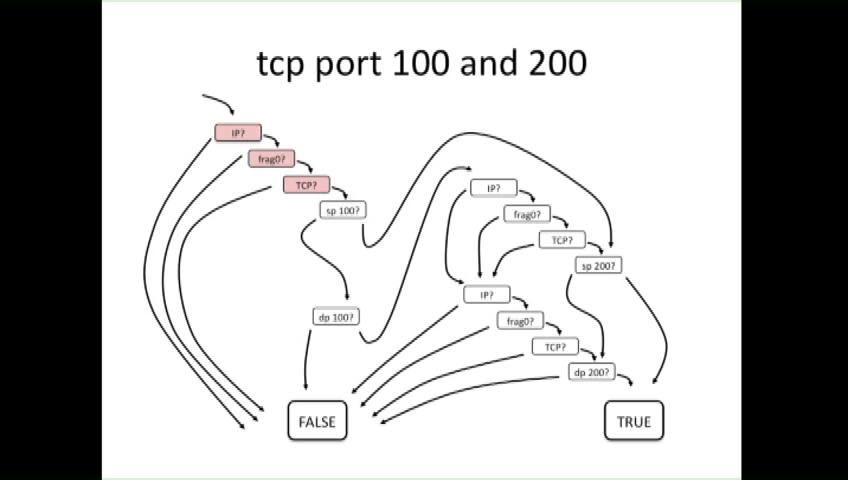 tcp port 100 and 200
IP?
frag0?
TCP?
sp 100?
dp 100?
IP?
frag0?
TCP?
sp 200?
IP?
frag0?
TCP?
dp 200?
FALSE
TRUE